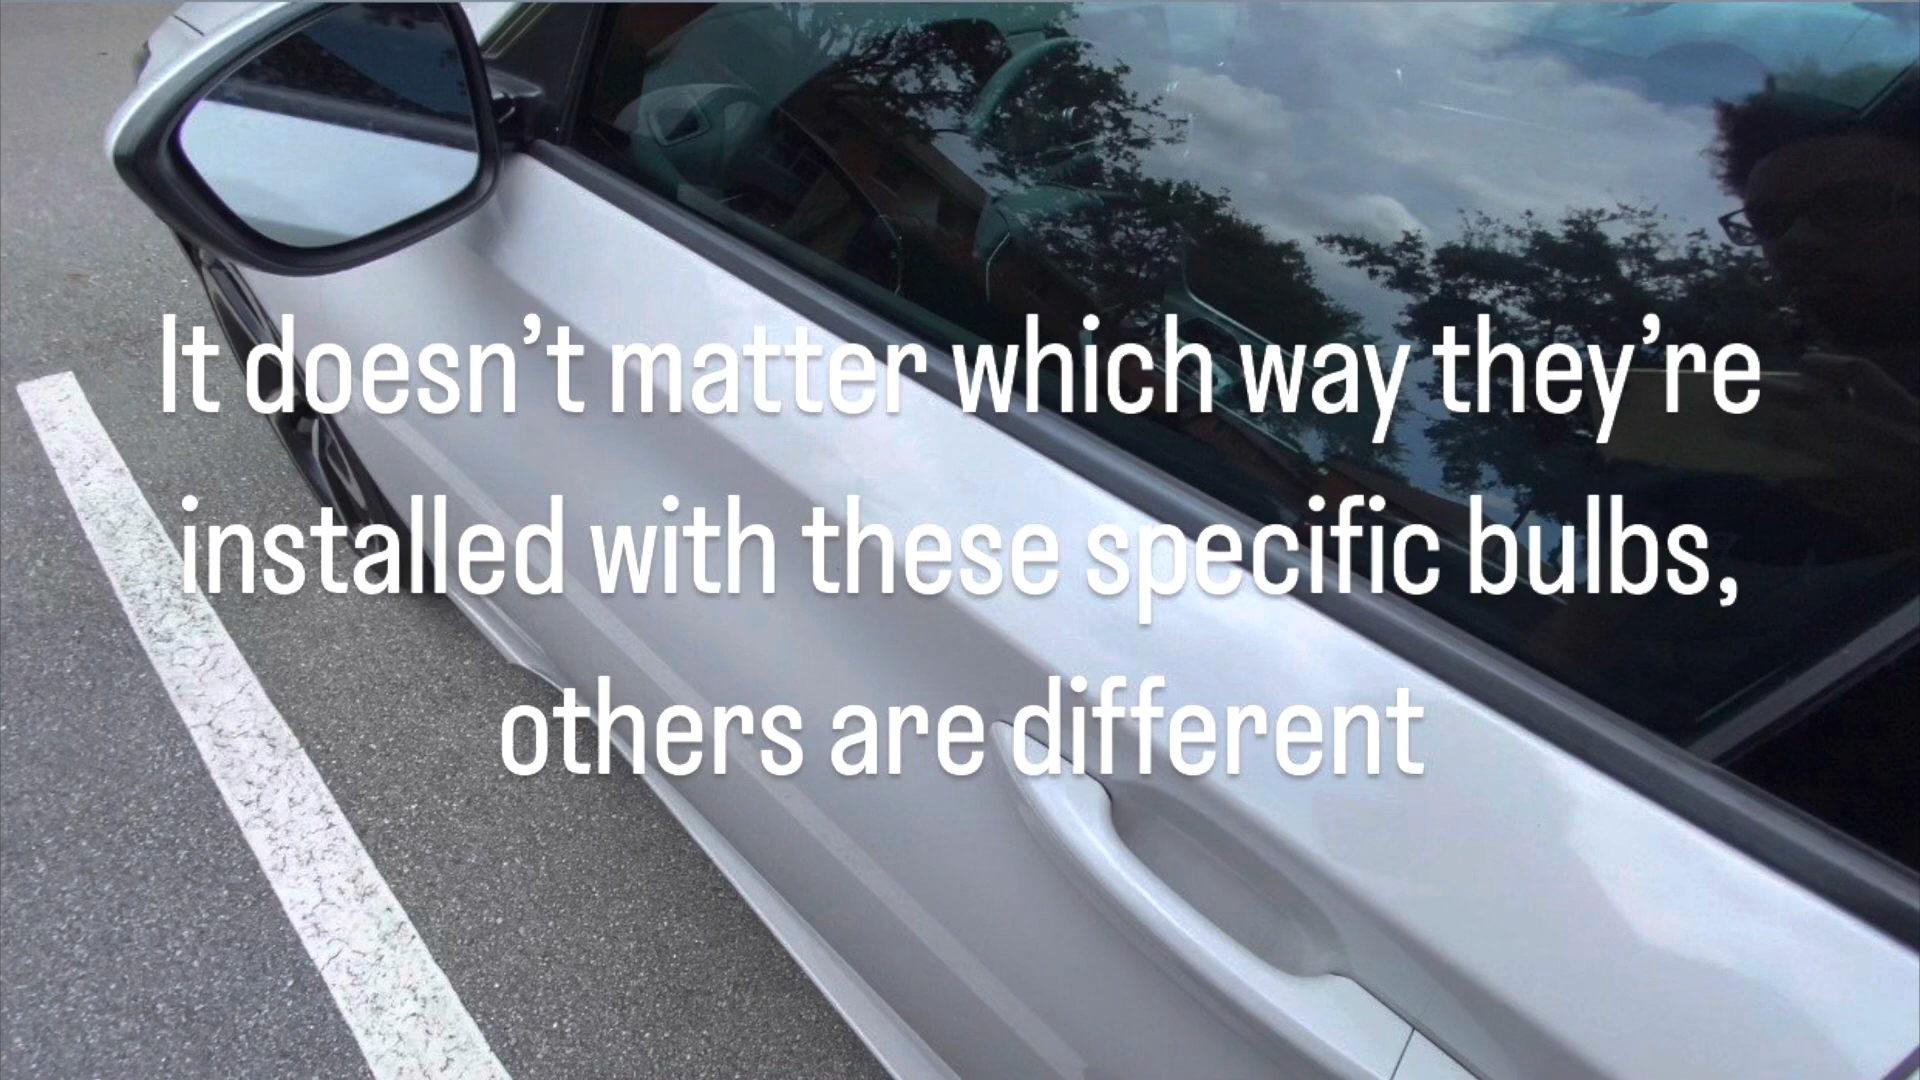 It doesn’t matter which way they’re
installed with these specific bulbs,
others are different